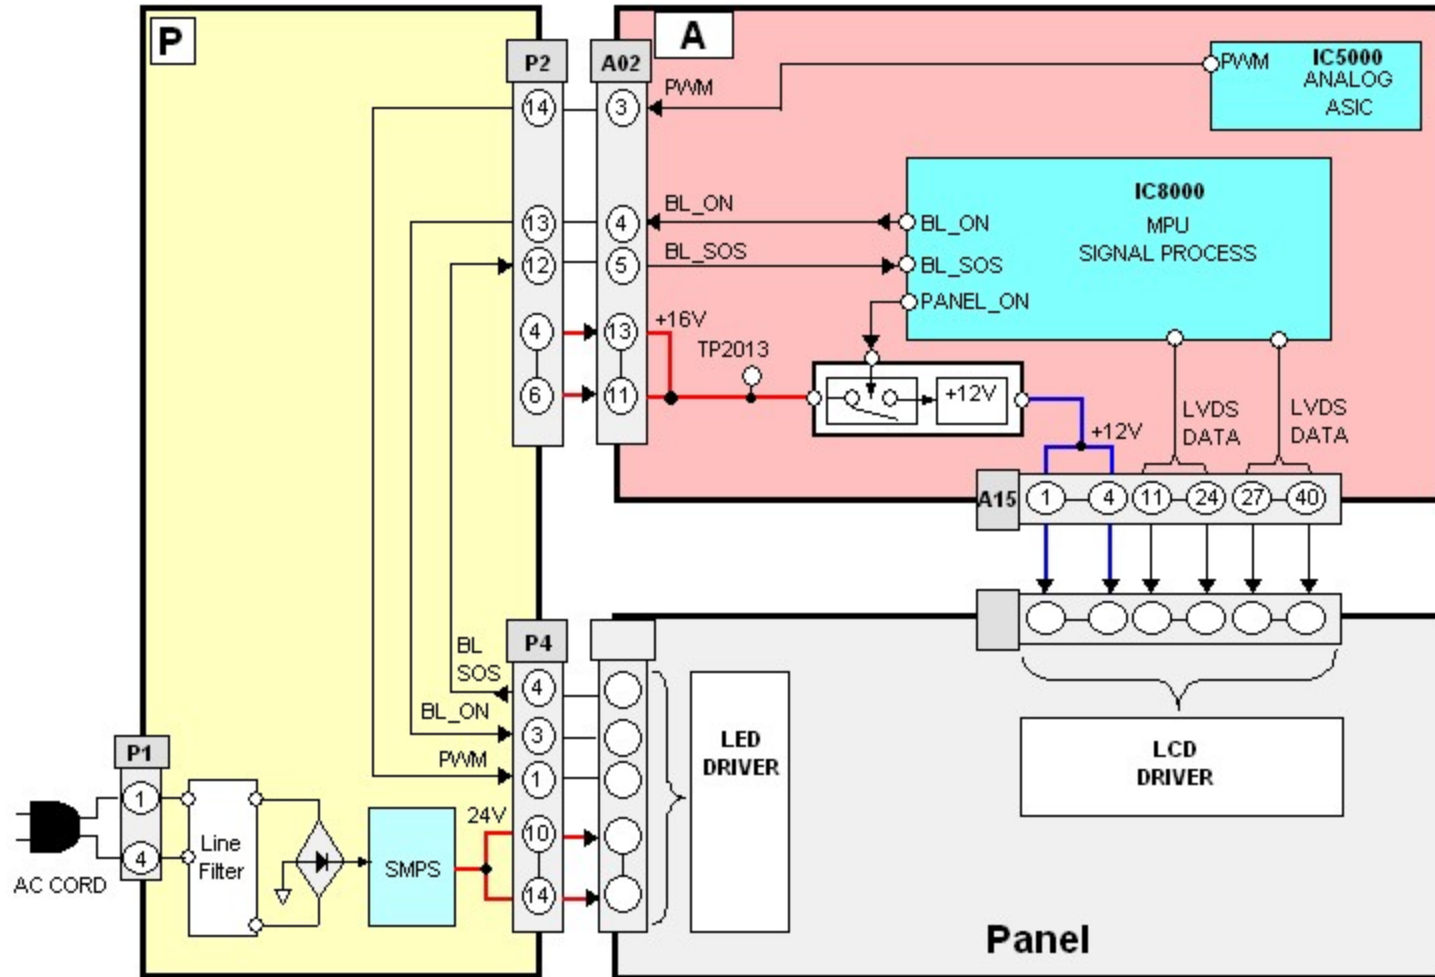 P
A
P2
A02
PWM
IC5000
ANALOG
ASIC
PWM
14
3
IC8000
MPU
SIGNAL PROCESS
BL_ON
BL_ON
13
4
BL_SOS
BL_SOS
12
5
PANEL_ON
+16V
4
13
TP2013
6
11
+12V
+12V
LVDS
DATA
LVDS
DATA
A15
1
4
11
24
27
40
P4
BL
SOS
4
BL_ON
3
PWM
1
24V
10
14
LED
DRIVER
LCD
DRIVER
P1
1
4
AC CORD
Line
Filter
SMPS
Panel